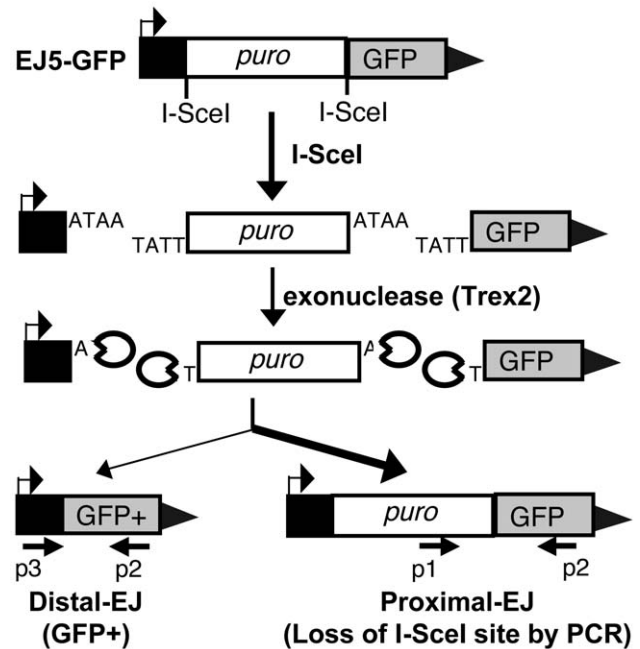 EJ5-GFP
puro
GFP
I-SceI
I-SceI
I-SceI
ATAA
TATT
puro
ATAA
TATT
GFP
exonuclease (Trex2)
A
T
puro
A
T
GFP
GFP+
puro
GFP
p3
p2
p1
p2
Distal-EJ
(GFP+)
Proximal-EJ
(Loss of I-SceI site by PCR)